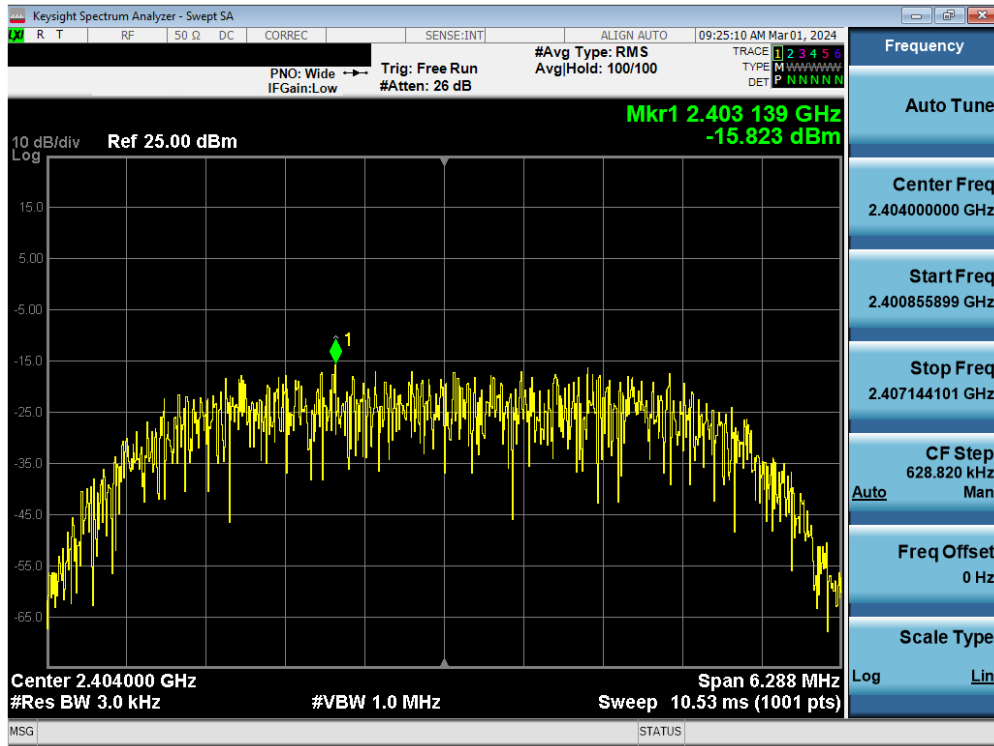 Keysight Spectrum Analyzer - Swept SA
LXI R T RF 50 Ω DC CORREC SENSE:INT ALIGN AUTO 09:25:10 AM Mar 01, 2024
PNO: Wide
IFGain:Low
Trig: Free Run
#Atten: 26 dB
#Avg Type: RMS
Avg|Hold: 100/100
TRACE 1 2 3 4 5 6
TYPE M WWWWW
DET P N N N N N
Mkr1 2.403 139 GHz
-15.823 dBm
10 dB/div Ref 25.00 dBm
Log
15.0
5.00
-5.00
-15.0
-25.0
-35.0
-45.0
-55.0
-65.0
1
Center 2.404000 GHz Span 6.288 MHz
#Res BW 3.0 kHz #VBW 1.0 MHz Sweep 10.53 ms (1001 pts)
MSG STATUS
Frequency
Auto Tune
Center Freq
2.404000000 GHz
Start Freq
2.400855899 GHz
Stop Freq
2.407144101 GHz
CF Step
628.820 kHz
Auto Man
Freq Offset
0 Hz
Scale Type
Log Lin